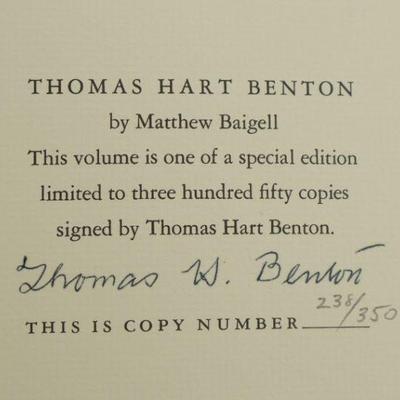 THOMAS HART BENTON
by Matthew Baigell
This volume is one of a special edition
limited to three hundred fifty copies
signed by Thomas Hart Benton.
Thomas H. Benton
THIS IS COPY NUMBER 238/350